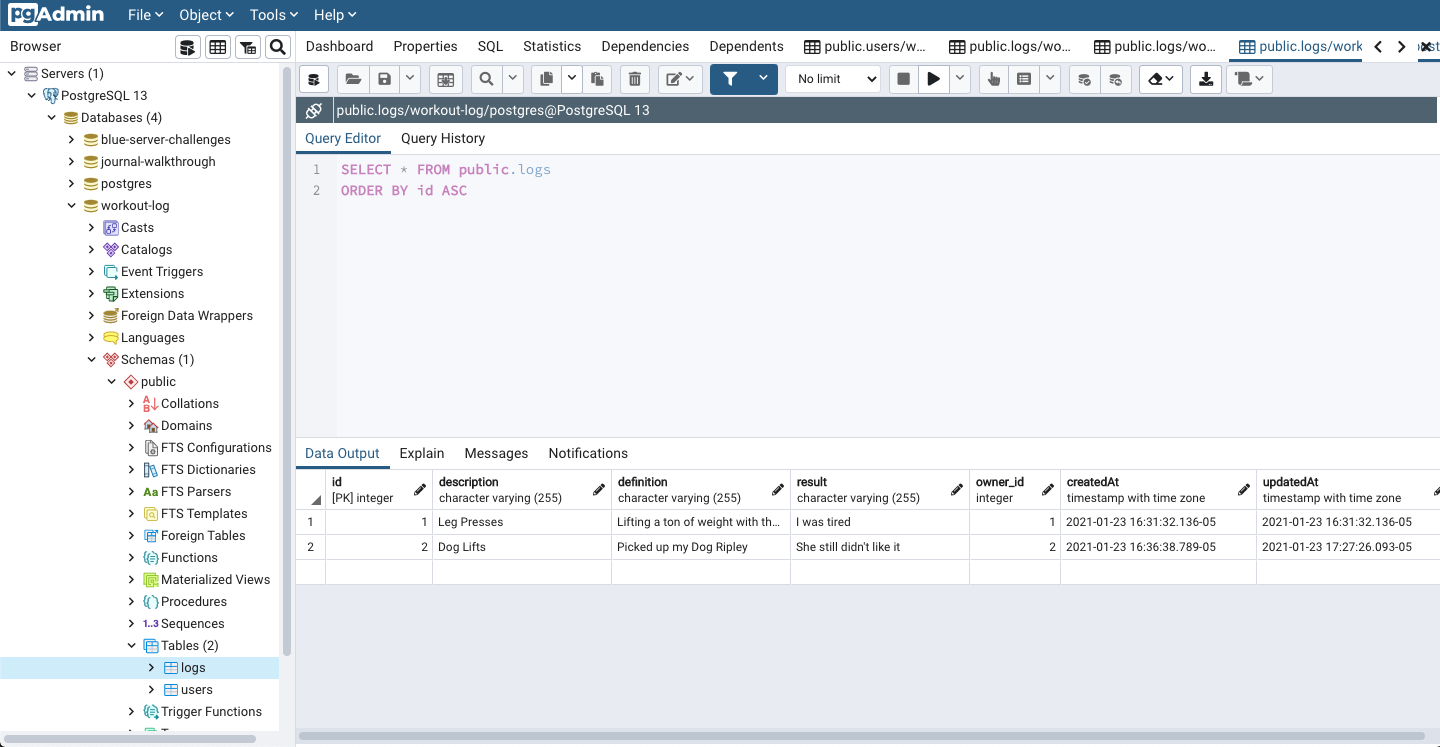 pgAdmin File Object Tools Help
Browser
Dashboard Properties SQL Statistics Dependencies Dependents public.users/w... public.logs/wo... public.logs/wo... public.logs/work
Servers (1)
PostgreSQL 13
Databases (4)
blue-server-challenges
journal-walkthrough
postgres
workout-log
Casts
Catalogs
Event Triggers
Extensions
Foreign Data Wrappers
Languages
Schemas (1)
public
Collations
Domains
FTS Configurations
FTS Dictionaries
Aa FTS Parsers
FTS Templates
Foreign Tables
Functions
Materialized Views
Procedures
1..3 Sequences
Tables (2)
logs
users
Trigger Functions
No limit
public.logs/workout-log/postgres@PostgreSQL 13
Query Editor Query History
1 SELECT * FROM public.logs
2 ORDER BY id ASC
Data Output Explain Messages Notifications
id description definition result owner_id createdAt updatedAt
[PK] integer character varying (255) character varying (255) character varying (255) integer timestamp with time zone timestamp with time zone
1 1 Leg Presses Lifting a ton of weight with th... I was tired 1 2021-01-23 16:31:32.136-05 2021-01-23 16:31:32.136-05
2 2 Dog Lifts Picked up my Dog Ripley She still didn't like it 2 2021-01-23 16:36:38.789-05 2021-01-23 17:27:26.093-05